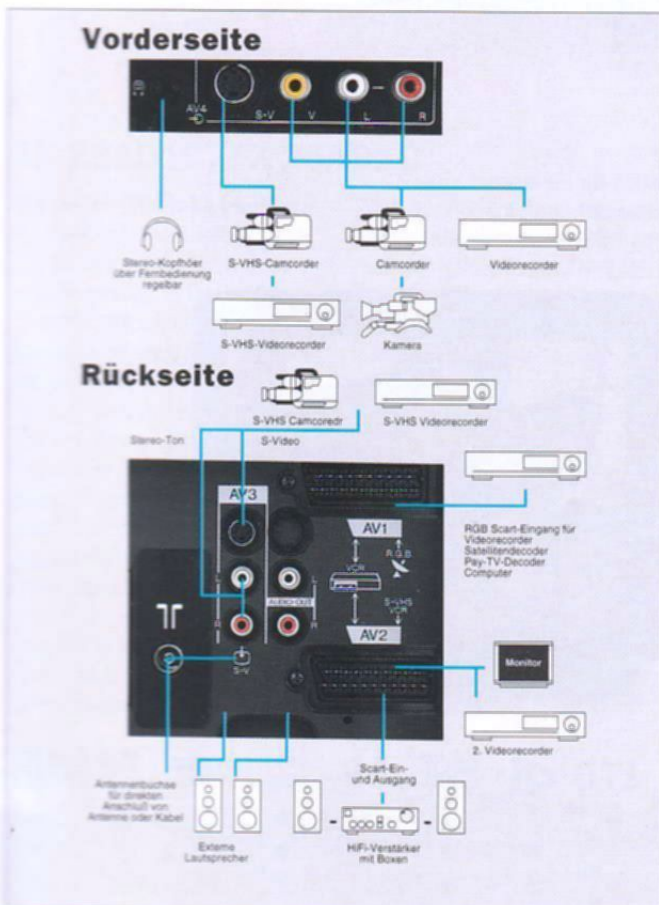 Vorderseite
AV4
S-V
V
L
R
Stereo-Kopfhöer
über Fernbedienung
regelbar
S-VHS-Camcorder
Camcorder
Videorecorder
S-VHS-Videorecorder
Kamera
Rückseite
S-VHS Camcoredr
S-VHS Videorecorder
Stereo-Ton
S-Video
AV3
AV1
R.G.B
VCR
RGB Scart-Eingang für
Videorecorder
Satellitendecoder
Pay-TV-Decoder
Computer
L
L
AUDIO-OUT
R
R
S-VHS
VCR
AV2
S-V
Monitor
2. Videorecorder
Antennenbuchse
für direkten
Anschluß von
Antenne oder Kabel
Scart-Ein-
und Ausgang
Externe
Lautsprecher
HiFi-Verstärker
mit Boxen